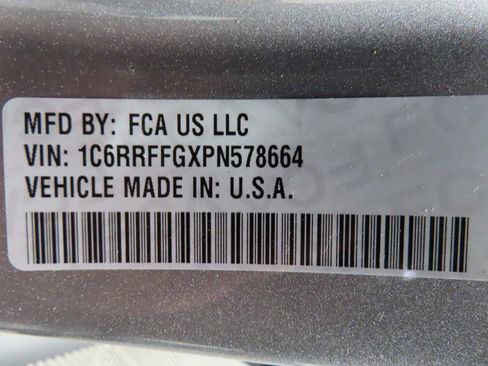 MFD BY: FCA US LLC
VIN: 1C6RRFFGXPN578664
VEHICLE MADE IN: U.S.A.